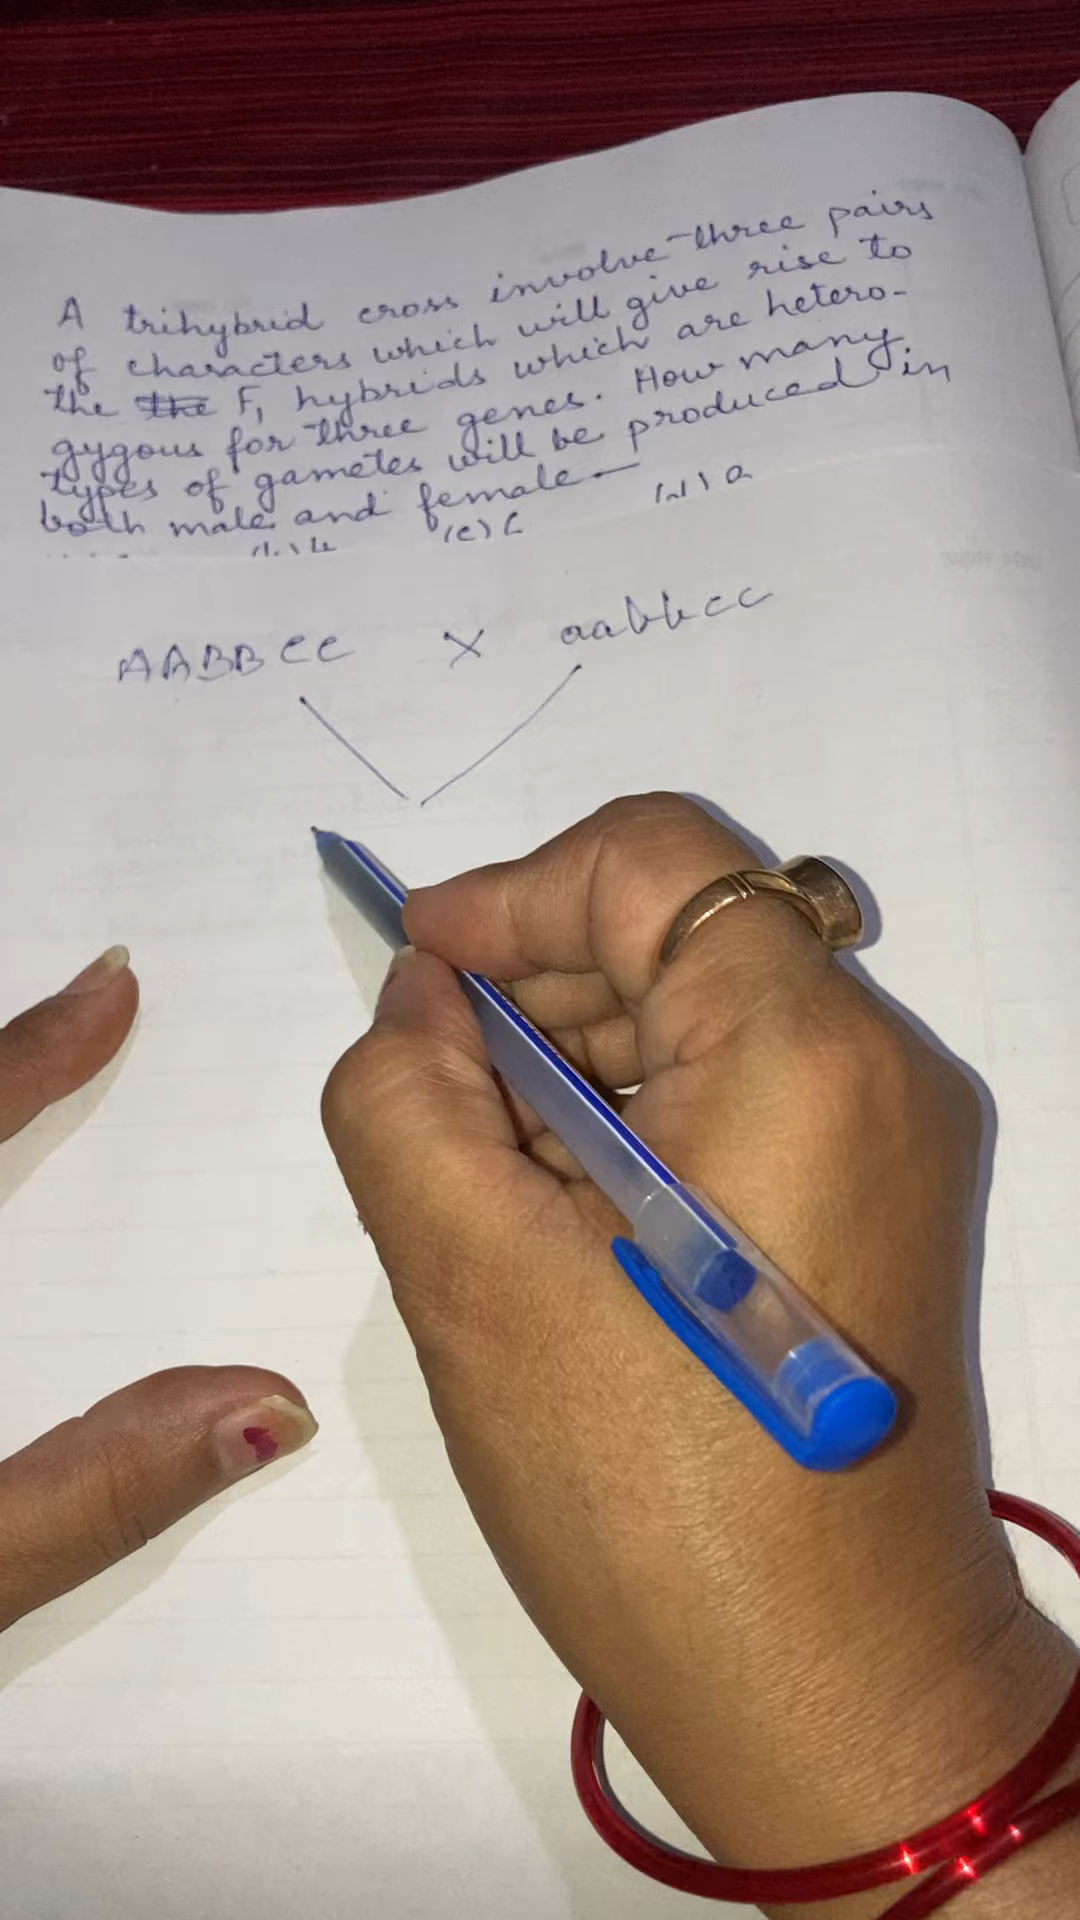 A trihybrid cross involve three pairs
of characters which will give rise to
the the F₁ hybrids which are hetero-
gygous for three genes. How many
types of gametes will be produced in
both male and female—
AABBCC X aabbcc